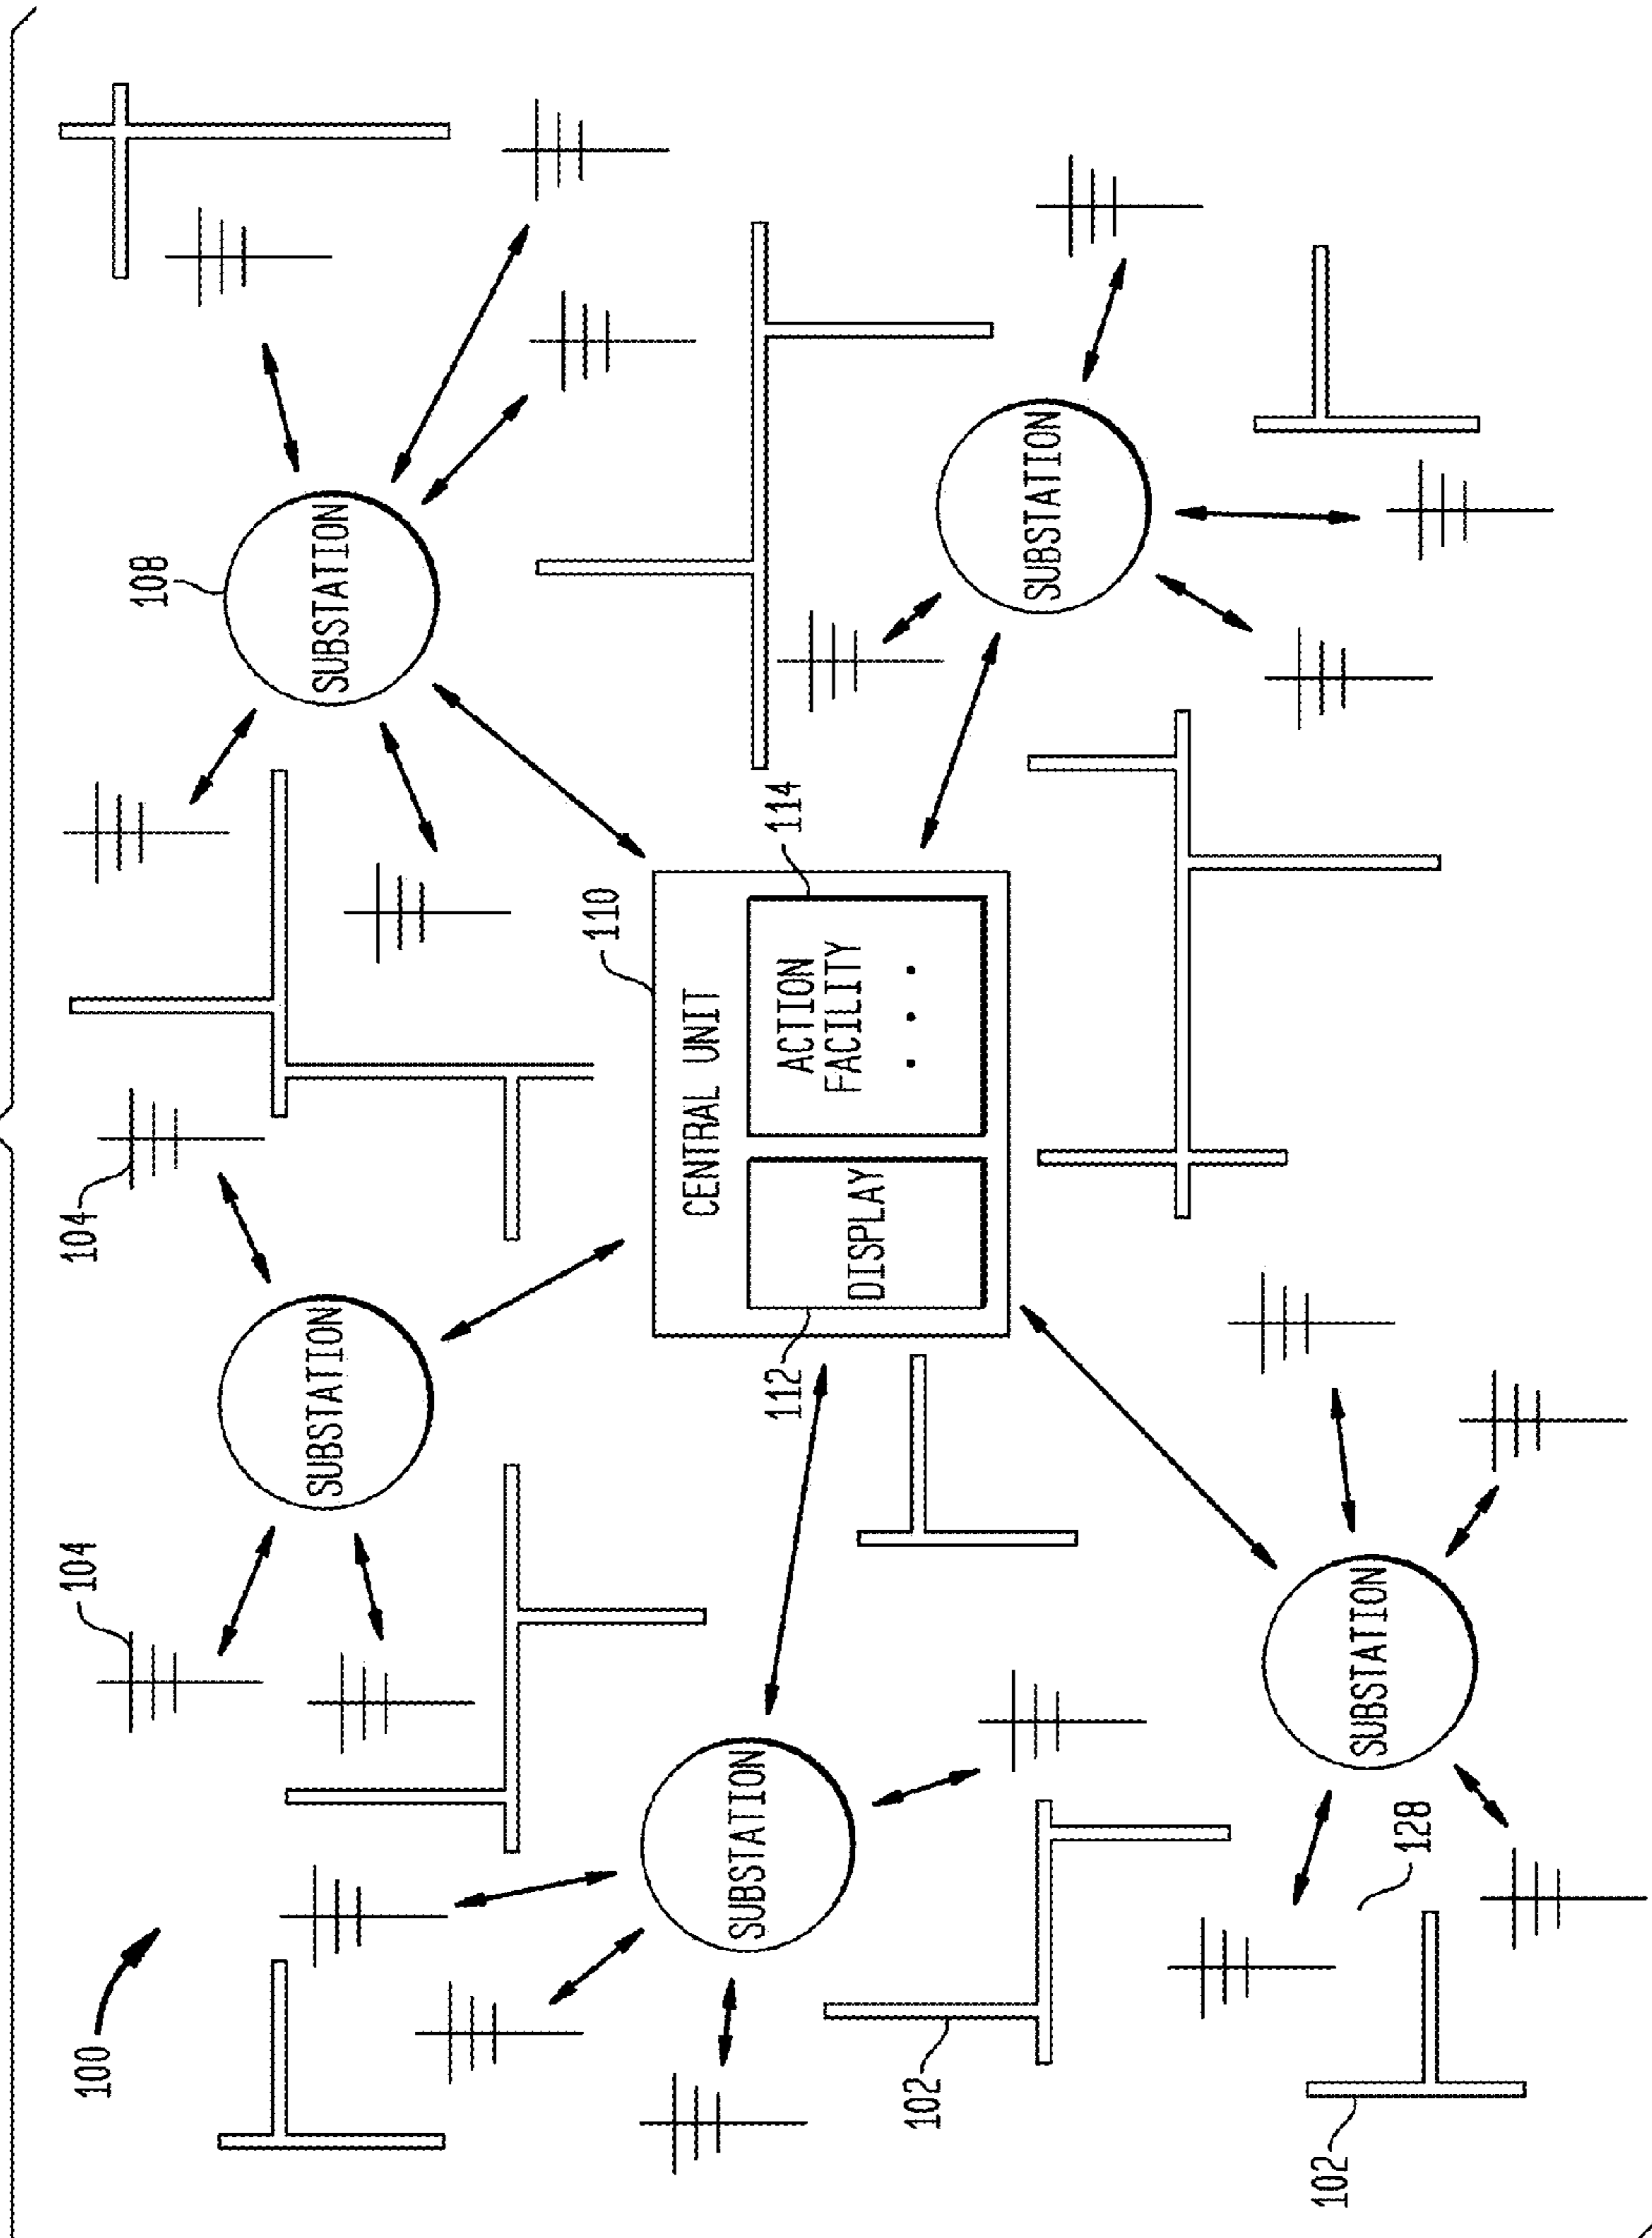 100
104
104
108
SUBSTATION
SUBSTATION
110
CENTRAL UNIT
SUBSTATION
112
114
DISPLAY
ACTION
FACILITY
. . .
102
SUBSTATION
102
SUBSTATION
128